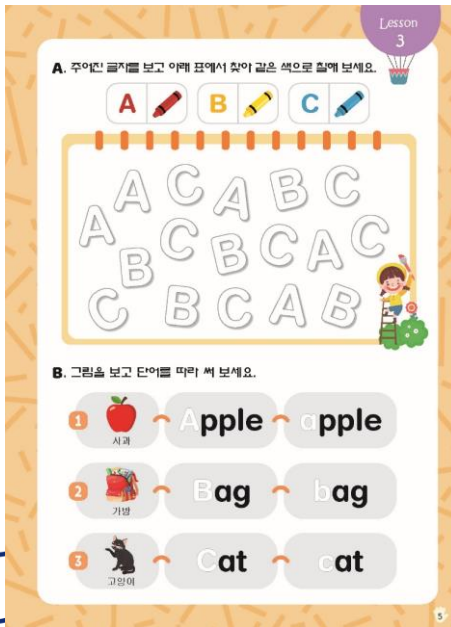 Lesson
3
A. 주어진 글자를 보고 아래 표에서 찾아 같은 색으로 칠해 보세요.
A B C
A C A B C
A C B C A C
B
C B C A B
B. 그림을 보고 단어를 따라 써 보세요.
1 사과 Apple apple
2 가방 Bag bag
3 고양이 Cat cat
5